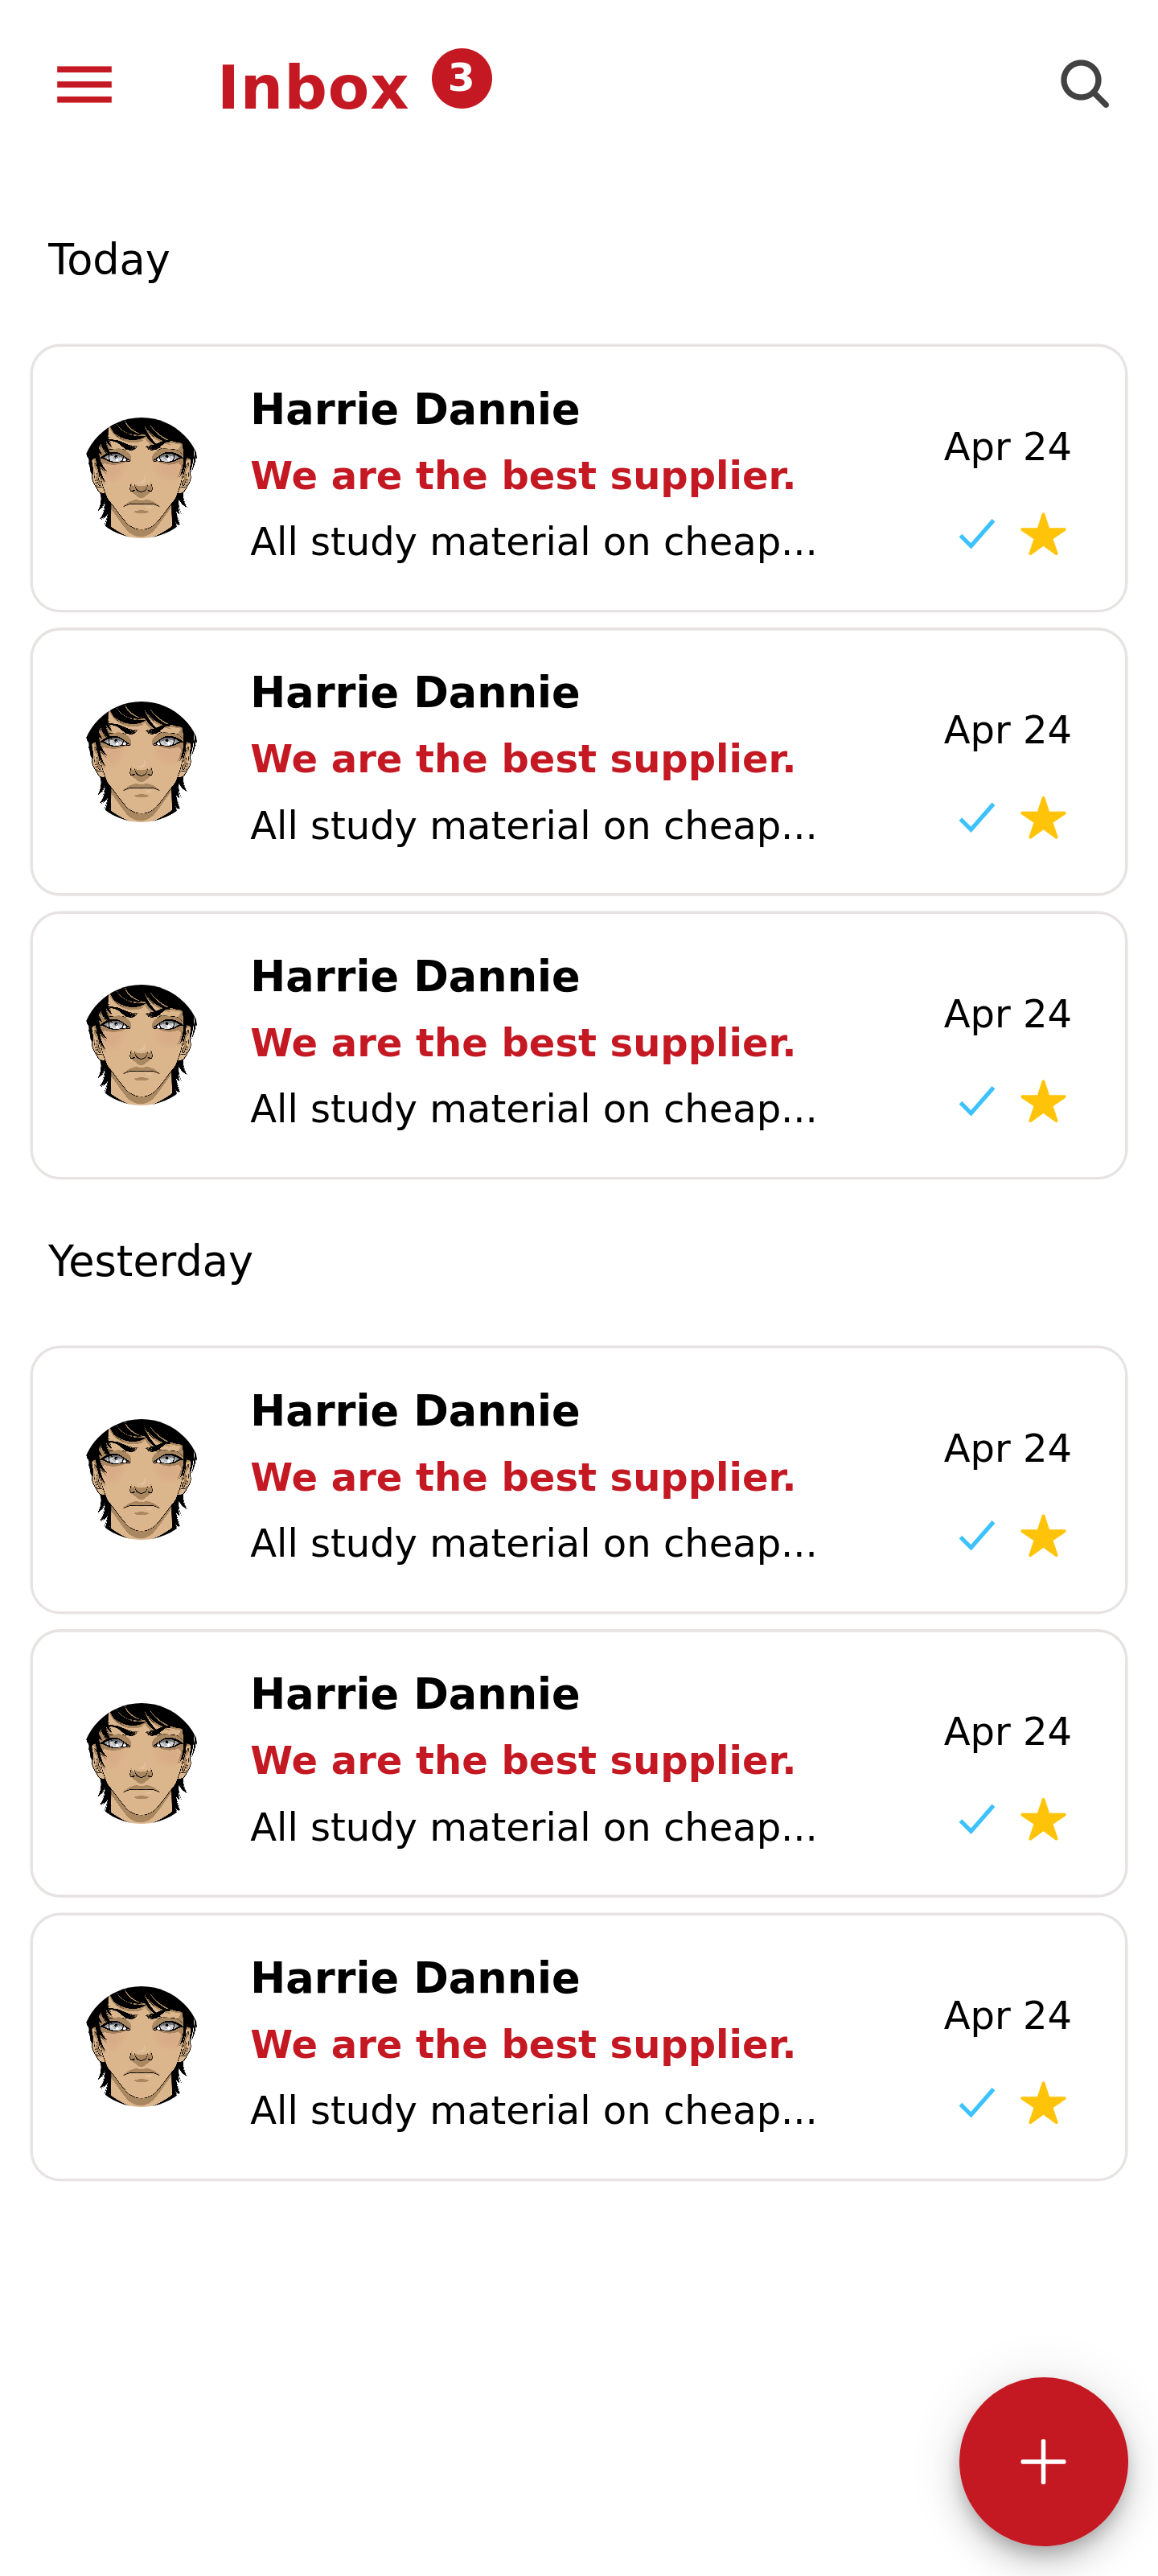 Inbox 3
Today
Harrie Dannie
We are the best supplier.
All study material on cheap...
Apr 24
Harrie Dannie
We are the best supplier.
All study material on cheap...
Apr 24
Harrie Dannie
We are the best supplier.
All study material on cheap...
Apr 24
Yesterday
Harrie Dannie
We are the best supplier.
All study material on cheap...
Apr 24
Harrie Dannie
We are the best supplier.
All study material on cheap...
Apr 24
Harrie Dannie
We are the best supplier.
All study material on cheap...
Apr 24